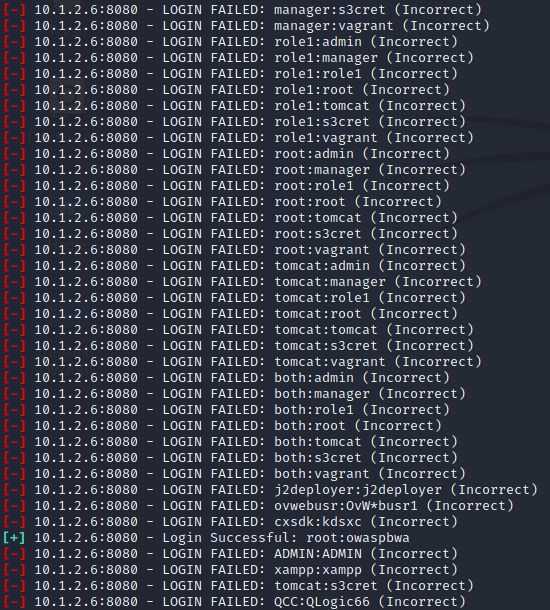 [-] 10.1.2.6:8080 - LOGIN FAILED: manager:s3cret (Incorrect)
[-] 10.1.2.6:8080 - LOGIN FAILED: manager:vagrant (Incorrect)
[-] 10.1.2.6:8080 - LOGIN FAILED: role1:admin (Incorrect)
[-] 10.1.2.6:8080 - LOGIN FAILED: role1:manager (Incorrect)
[-] 10.1.2.6:8080 - LOGIN FAILED: role1:role1 (Incorrect)
[-] 10.1.2.6:8080 - LOGIN FAILED: role1:root (Incorrect)
[-] 10.1.2.6:8080 - LOGIN FAILED: role1:tomcat (Incorrect)
[-] 10.1.2.6:8080 - LOGIN FAILED: role1:s3cret (Incorrect)
[-] 10.1.2.6:8080 - LOGIN FAILED: role1:vagrant (Incorrect)
[-] 10.1.2.6:8080 - LOGIN FAILED: root:admin (Incorrect)
[-] 10.1.2.6:8080 - LOGIN FAILED: root:manager (Incorrect)
[-] 10.1.2.6:8080 - LOGIN FAILED: root:role1 (Incorrect)
[-] 10.1.2.6:8080 - LOGIN FAILED: root:root (Incorrect)
[-] 10.1.2.6:8080 - LOGIN FAILED: root:tomcat (Incorrect)
[-] 10.1.2.6:8080 - LOGIN FAILED: root:s3cret (Incorrect)
[-] 10.1.2.6:8080 - LOGIN FAILED: root:vagrant (Incorrect)
[-] 10.1.2.6:8080 - LOGIN FAILED: tomcat:admin (Incorrect)
[-] 10.1.2.6:8080 - LOGIN FAILED: tomcat:manager (Incorrect)
[-] 10.1.2.6:8080 - LOGIN FAILED: tomcat:role1 (Incorrect)
[-] 10.1.2.6:8080 - LOGIN FAILED: tomcat:root (Incorrect)
[-] 10.1.2.6:8080 - LOGIN FAILED: tomcat:tomcat (Incorrect)
[-] 10.1.2.6:8080 - LOGIN FAILED: tomcat:s3cret (Incorrect)
[-] 10.1.2.6:8080 - LOGIN FAILED: tomcat:vagrant (Incorrect)
[-] 10.1.2.6:8080 - LOGIN FAILED: both:admin (Incorrect)
[-] 10.1.2.6:8080 - LOGIN FAILED: both:manager (Incorrect)
[-] 10.1.2.6:8080 - LOGIN FAILED: both:role1 (Incorrect)
[-] 10.1.2.6:8080 - LOGIN FAILED: both:root (Incorrect)
[-] 10.1.2.6:8080 - LOGIN FAILED: both:tomcat (Incorrect)
[-] 10.1.2.6:8080 - LOGIN FAILED: both:s3cret (Incorrect)
[-] 10.1.2.6:8080 - LOGIN FAILED: both:vagrant (Incorrect)
[-] 10.1.2.6:8080 - LOGIN FAILED: j2deployer:j2deployer (Incorrect)
[-] 10.1.2.6:8080 - LOGIN FAILED: ovwebusr:OvW*busr1 (Incorrect)
[-] 10.1.2.6:8080 - LOGIN FAILED: cxsdk:kdsxc (Incorrect)
[+] 10.1.2.6:8080 - Login Successful: root:owaspbwa
[-] 10.1.2.6:8080 - LOGIN FAILED: ADMIN:ADMIN (Incorrect)
[-] 10.1.2.6:8080 - LOGIN FAILED: xampp:xampp (Incorrect)
[-] 10.1.2.6:8080 - LOGIN FAILED: tomcat:s3cret (Incorrect)
[-] 10.1.2.6:8080 - LOGIN FAILED: QCC:QLogic66 (Incorrect)